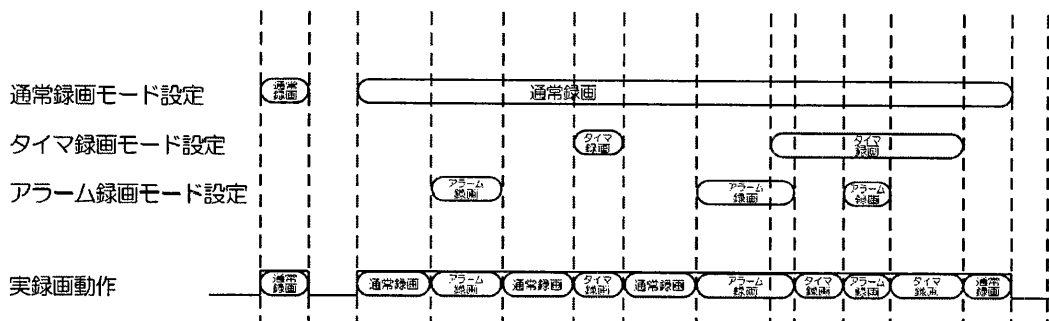 通常録画モード設定
通常
録画
通常録画
タイマ録画モード設定
タイマ
録画
タイマ
録画
アラーム録画モード設定
アラーム
録画
アラーム
録画
アラーム
録画
実録画動作
通常
録画
通常録画
アラーム
録画
通常録画
タイマ
録画
通常録画
アラーム
録画
タイマ
録画
アラーム
録画
タイマ
録画
通常
録画